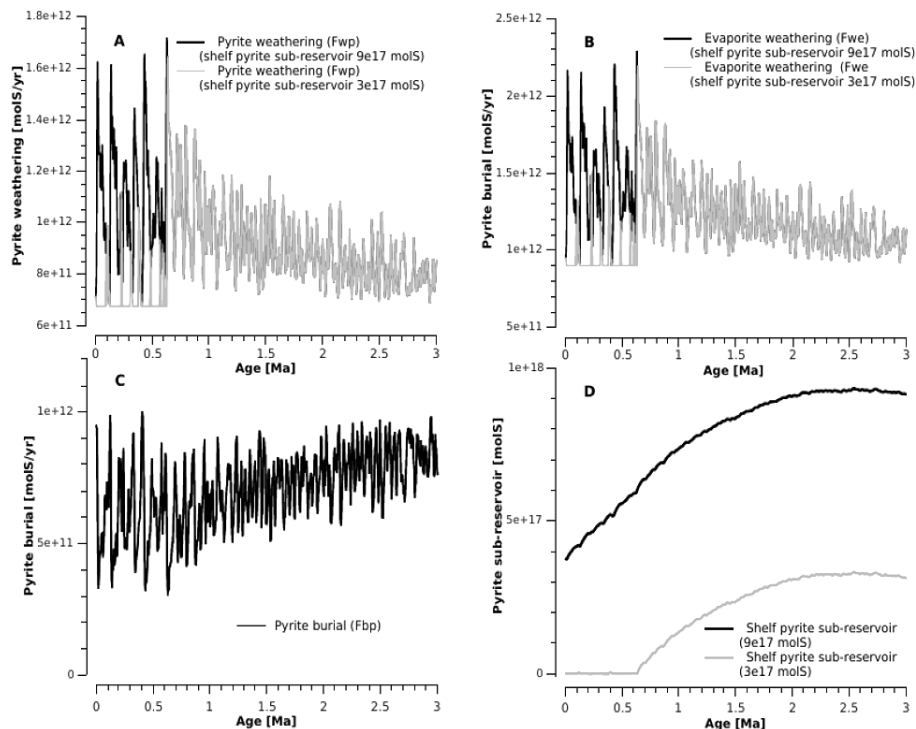 1.8e+12
1.6e+12
1.4e+12
1.2e+12
1e+12
8e+11
6e+11
Pyrite weathering [molS/yr]
A
Pyrite weathering (Fwp)
(shelf pyrite sub-reservoir 9e17 molS)
Pyrite weathering (Fwp)
(shelf pyrite sub-reservoir 3e17 molS)
0 0.5 1 1.5 2 2.5 3
Age [Ma]
2.5e+12
2e+12
1.5e+12
1e+12
5e+11
Pyrite burial [molS/yr]
B
Evaporite weathering (Fwe)
(shelf pyrite sub-reservoir 9e17 molS)
Evaporite weathering (Fwe
(shelf pyrite sub-reservoir 3e17 molS)
0 0.5 1 1.5 2 2.5 3
Age [Ma]
1e+12
5e+11
0
Pyrite burial [molS/yr]
C
Pyrite burial (Fbp)
0 0.5 1 1.5 2 2.5 3
Age [Ma]
1e+18
5e+17
0
Pyrite sub-reservoir [molS]
D
Shelf pyrite sub-reservoir
(9e17 molS)
Shelf pyrite sub-reservoir
(3e17 molS)
0 0.5 1 1.5 2 2.5 3
Age [Ma]